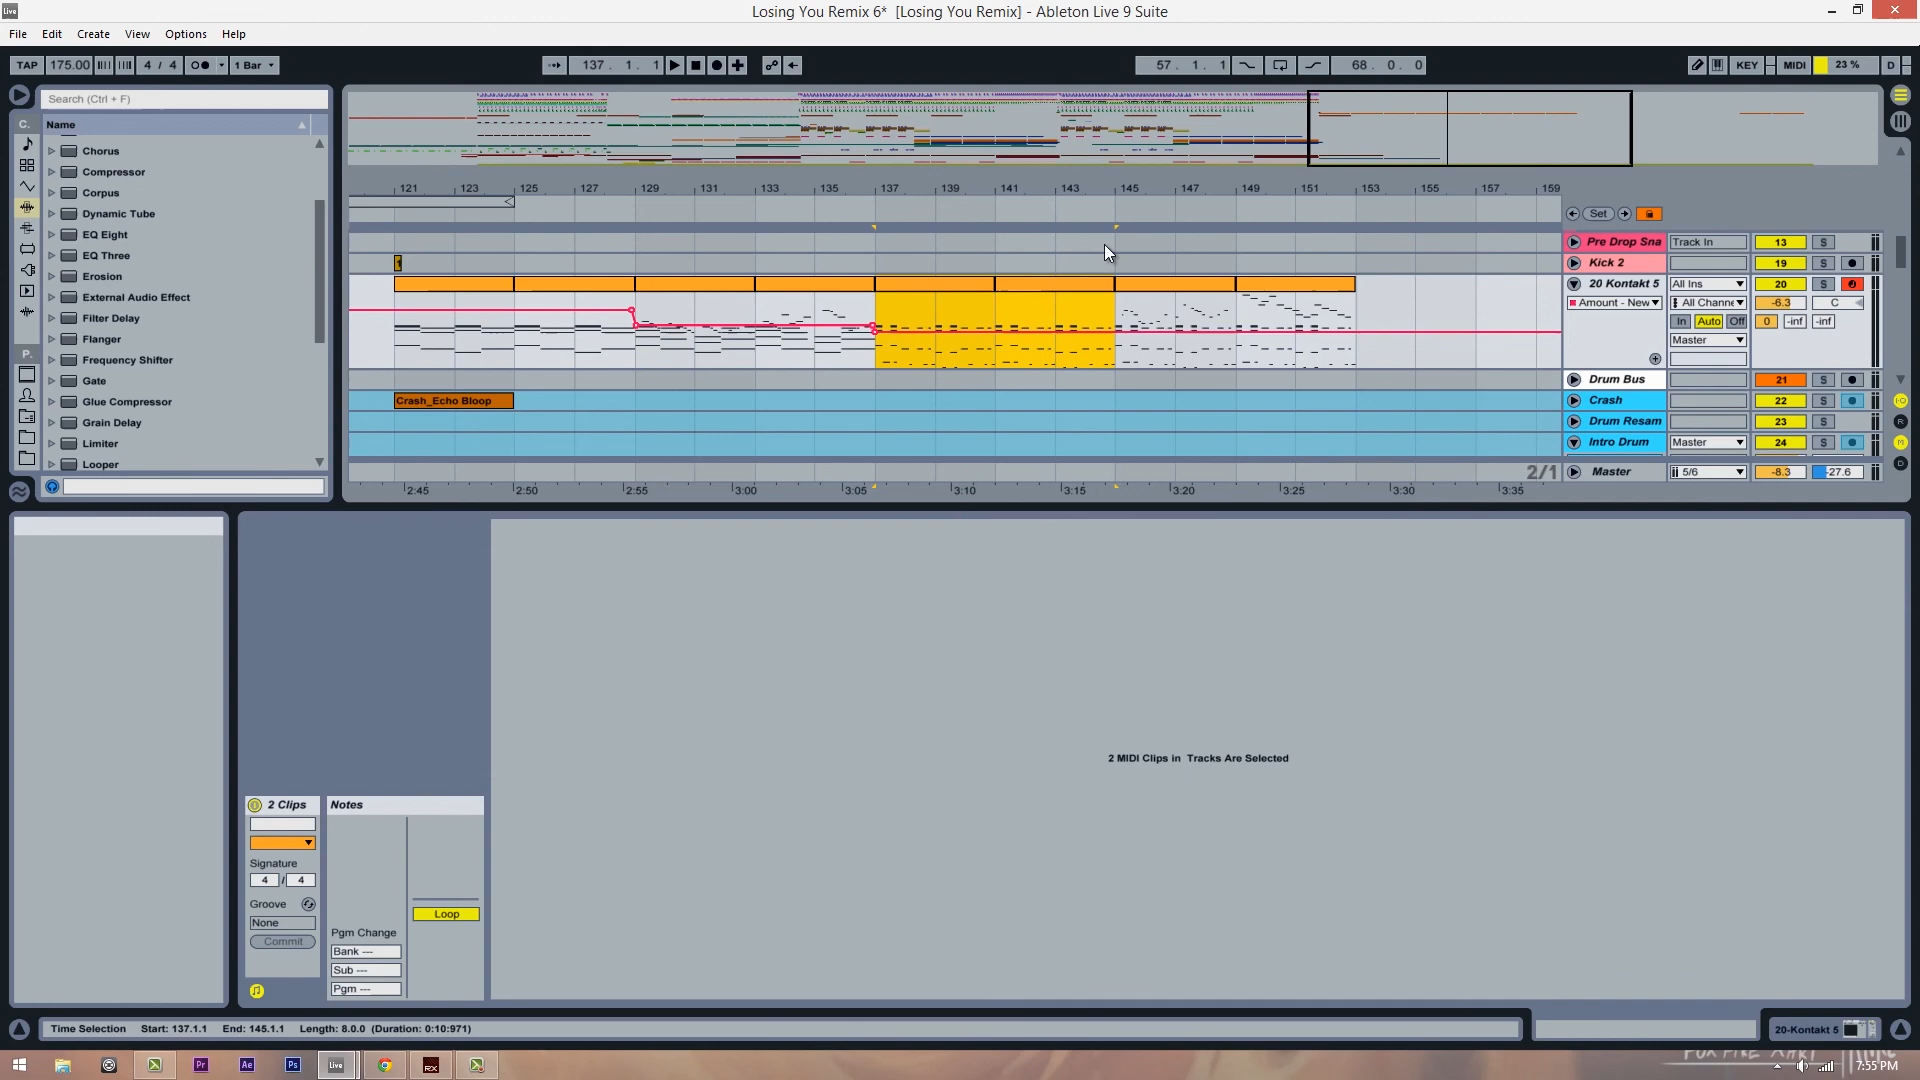 Live
Losing You Remix 6*  [Losing You Remix] - Ableton Live 9 Suite
File Edit Create View Options Help
TAP 175.00 4 / 4 1 Bar 137 . 1 . 1 57 . 1 . 1 68 . 0 . 0 KEY MIDI 23 % D
Search (Ctrl + F)
C. Name
Chorus
Compressor
Corpus
Dynamic Tube
EQ Eight
EQ Three
Erosion
External Audio Effect
Filter Delay
Flanger
P.
Frequency Shifter
Gate
Glue Compressor
Grain Delay
Limiter
Looper
121 123 125 127 129 131 133 135 137 139 141 143 145 147 149 151 153 155 157 159
Set
Pre Drop Sna Track In 13 S
Kick 2 19 S
20 Kontakt 5 All Ins 20 S
Amount - New All Channe -6.3 C
In Auto Off 0 -inf -inf
Master
Drum Bus 21 S
Crash_Echo Bloop
Crash 22 S
Drum Resam 23 S
Intro Drum Master 24 S
2/1 Master 5/6 -8.3 -27.6
R
M
D
2:45 2:50 2:55 3:00 3:05 3:10 3:15 3:20 3:25 3:30 3:35
2 MIDI Clips in  Tracks Are Selected
2 Clips Notes
Signature
4 / 4
Groove
None
Commit
Loop
Pgm Change
Bank ---
Sub ---
Pgm ---
Time Selection Start: 137.1.1 End: 145.1.1 Length: 8.0.0 (Duration: 0:10:971)
20-Kontakt 5
Pr Ae Ps Live RX
7:55 PM